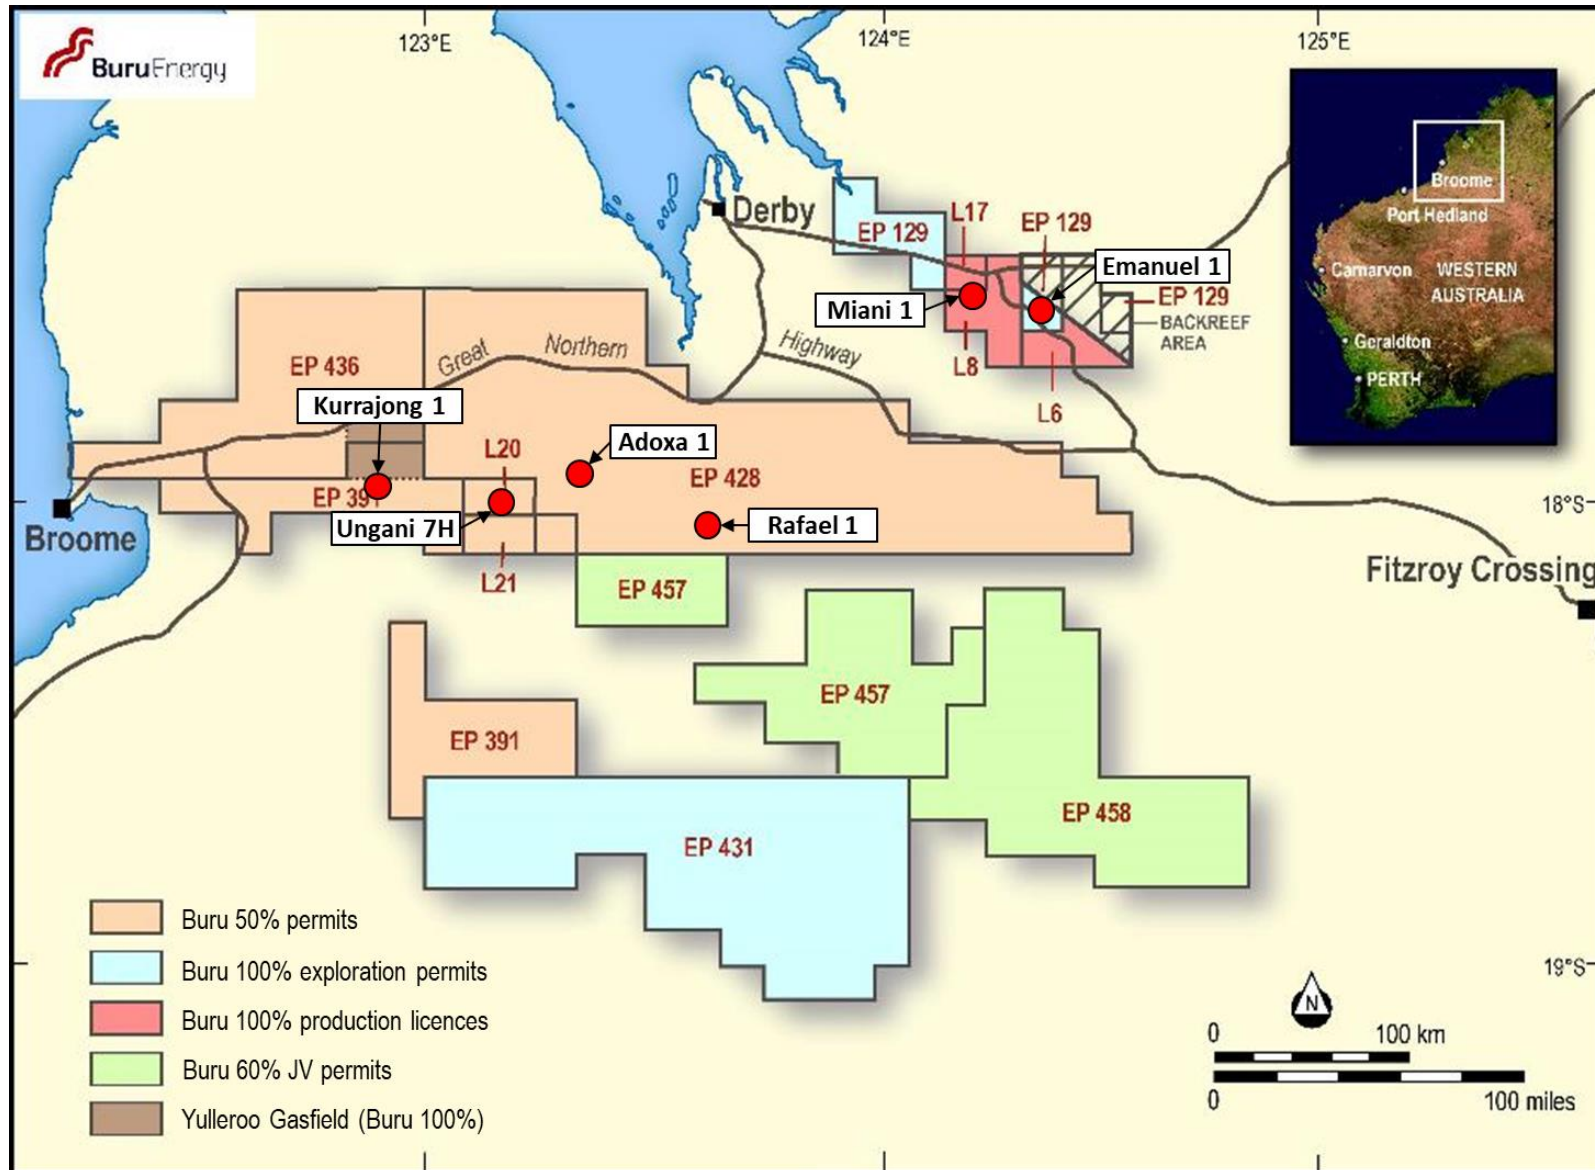 BuruEnergy
123°E
124°E
125°E
Broome
Port Hedland
Carnarvon
WESTERN
AUSTRALIA
Geraldton
PERTH
Derby
EP 129
L17
EP 129
Emanuel 1
Miani 1
EP 129
BACKREEF
AREA
L8
L6
Great Northern Highway
EP 436
Kurrajong 1
Adoxa 1
L20
EP 428
EP 391
Ungani 7H
Rafael 1
18°S
Broome
L21
EP 457
Fitzroy Crossing
EP 457
EP 391
EP 458
EP 431
Buru 50% permits
Buru 100% exploration permits
Buru 100% production licences
Buru 60% JV permits
Yulleroo Gasfield (Buru 100%)
19°S
N
0 100 km
0 100 miles